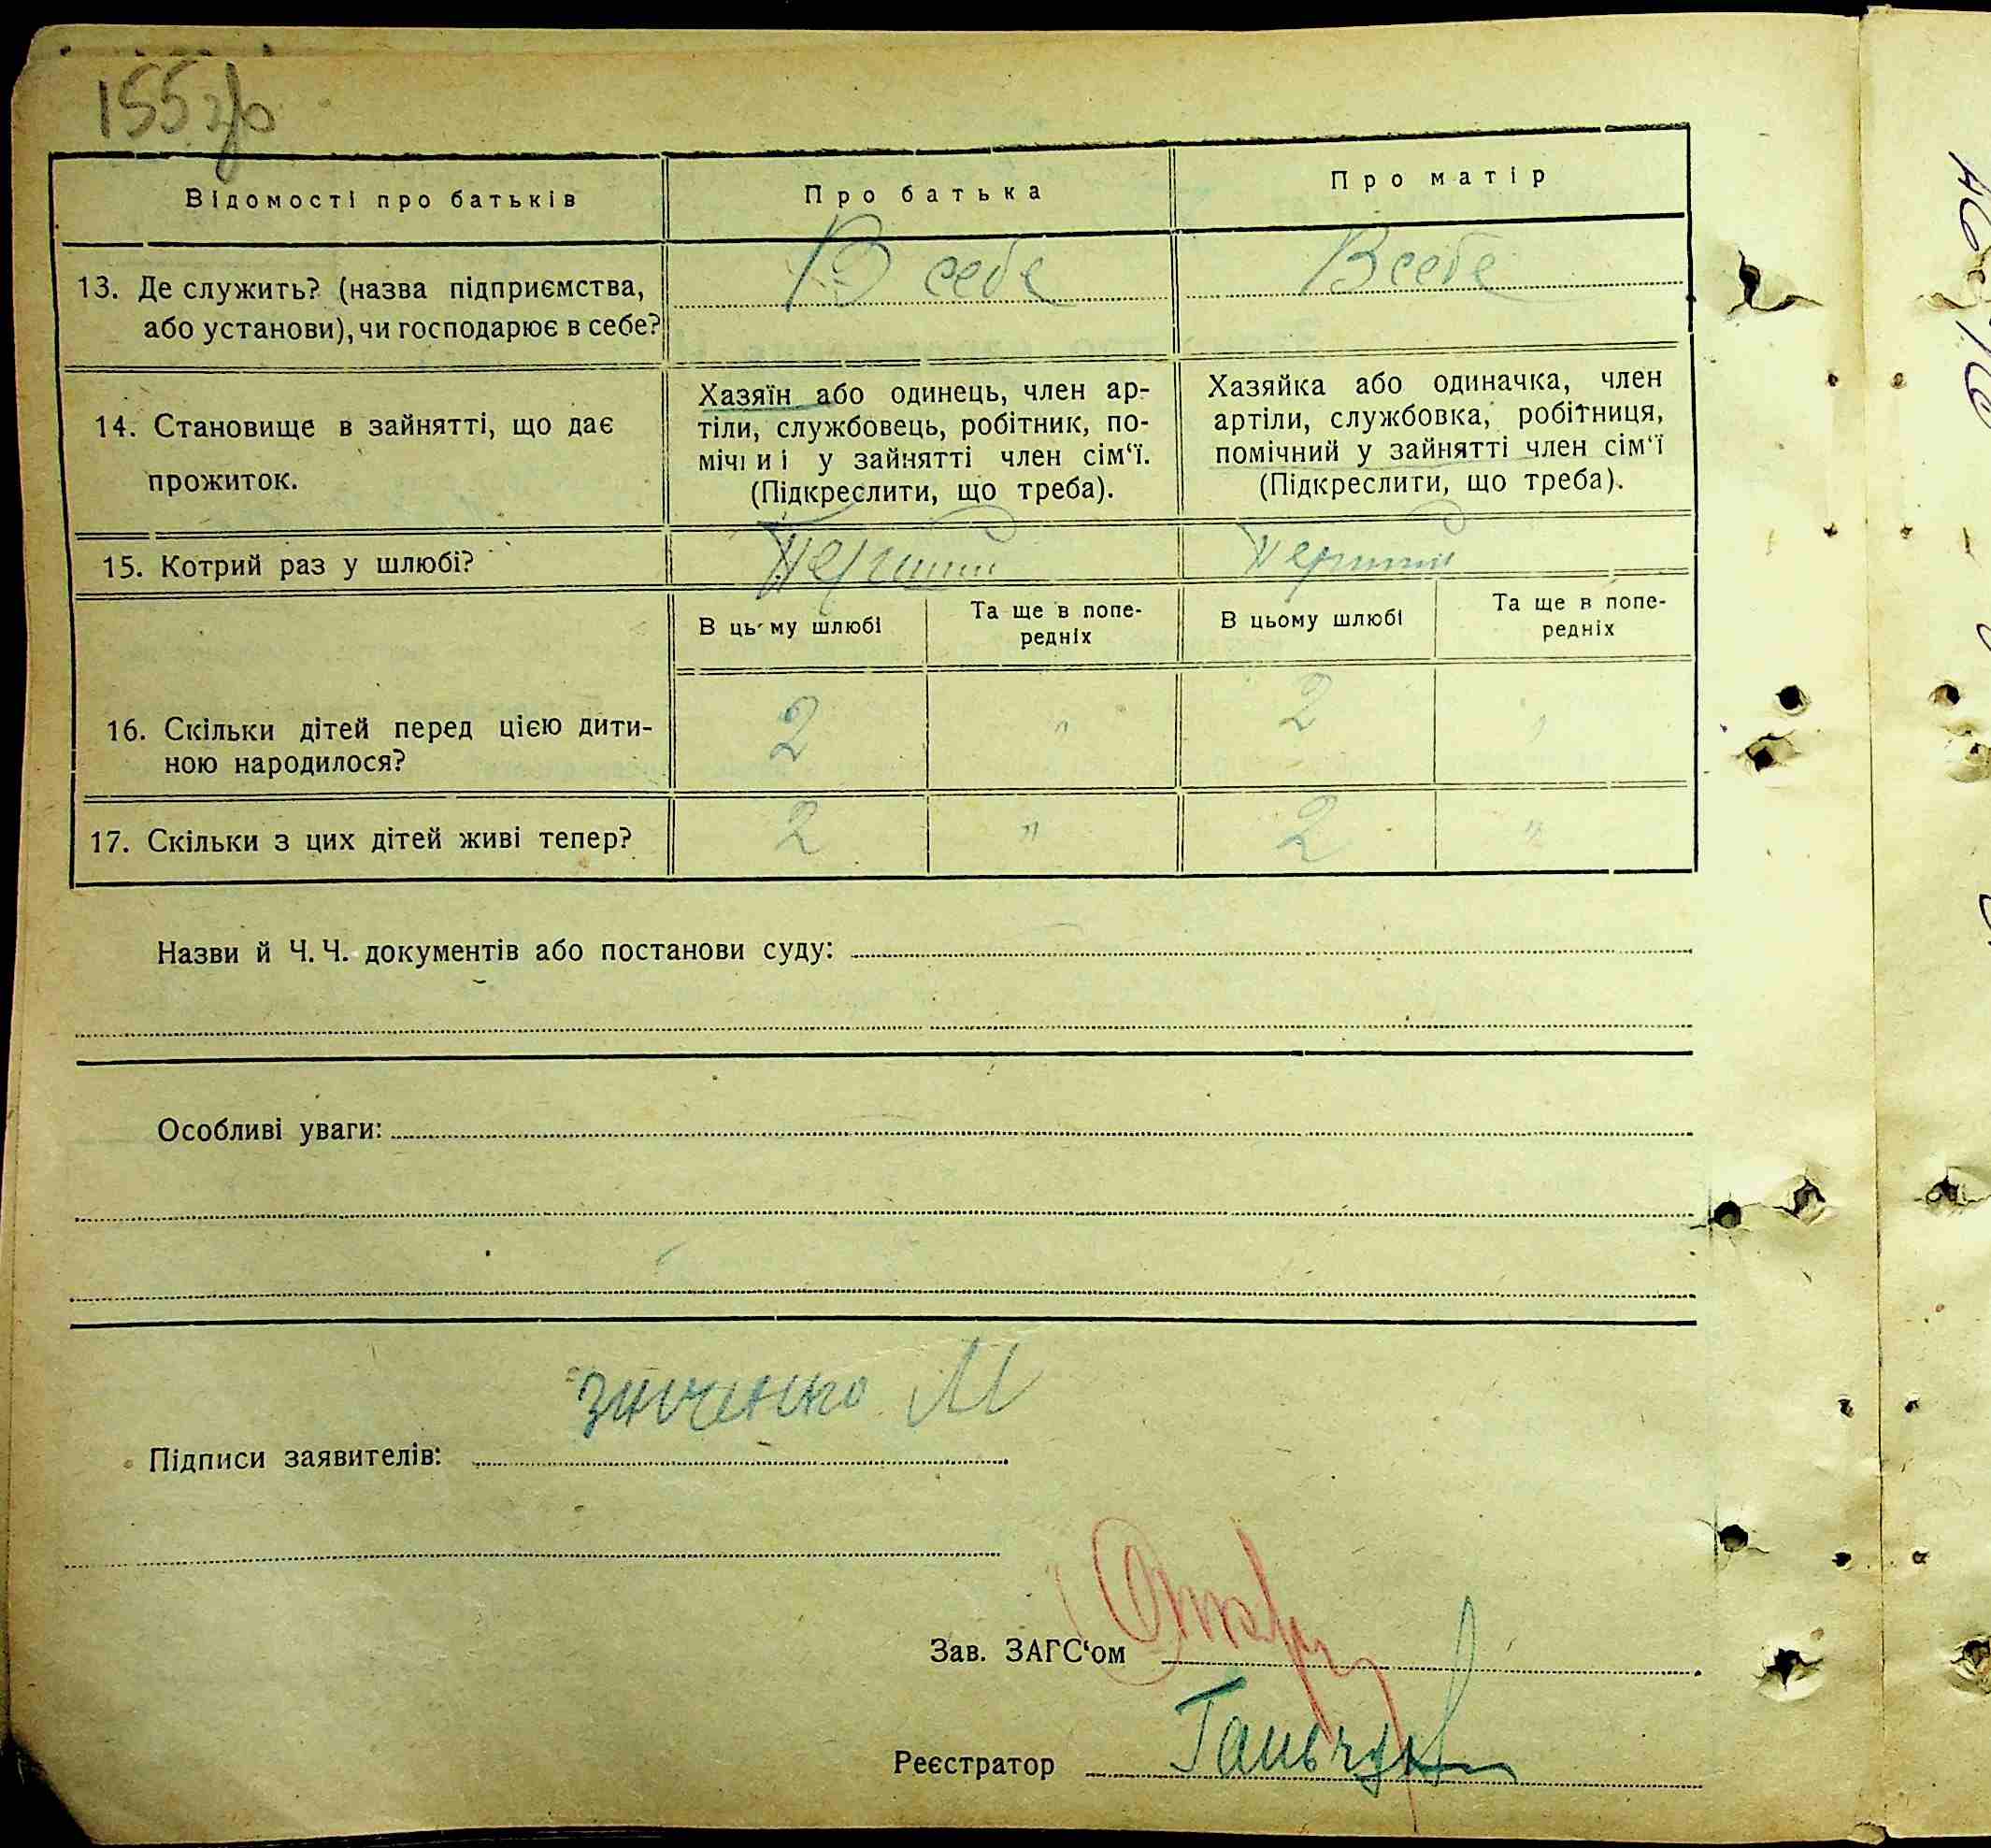 155 зв
Відомості про батьків
Про батька
Про матір
13. Де служить? (назва підприємства,
або установи), чи господарює в себе?
В себе
В себе
14. Становище в зайнятті, що дає
прожиток.
Хазяїн або одинець, член ар-
тіли, службовець, робітник, по-
мічн и і у зайнятті член сім‘ї.
(Підкреслити, що треба).
Хазяйка або одиначка, член
артіли, службовка, робітниця,
помічний у зайнятті член сім‘ї
(Підкреслити, що треба).
15. Котрий раз у шлюбі?
Перший
Перший
В цьому шлюбі
Та ще в попе-
редніх
В цьому шлюбі
Та ще в попе-
редніх
16. Скільки дітей перед цією дити-
ною народилося?
2
"
2
"
17. Скільки з цих дітей живі тепер?
2
"
2
"
Назви й Ч. Ч. документів або постанови суду:
Особливі уваги:
Зинченко М
Підписи заявителів:
Зав. ЗАГС‘ом
Реєстратор